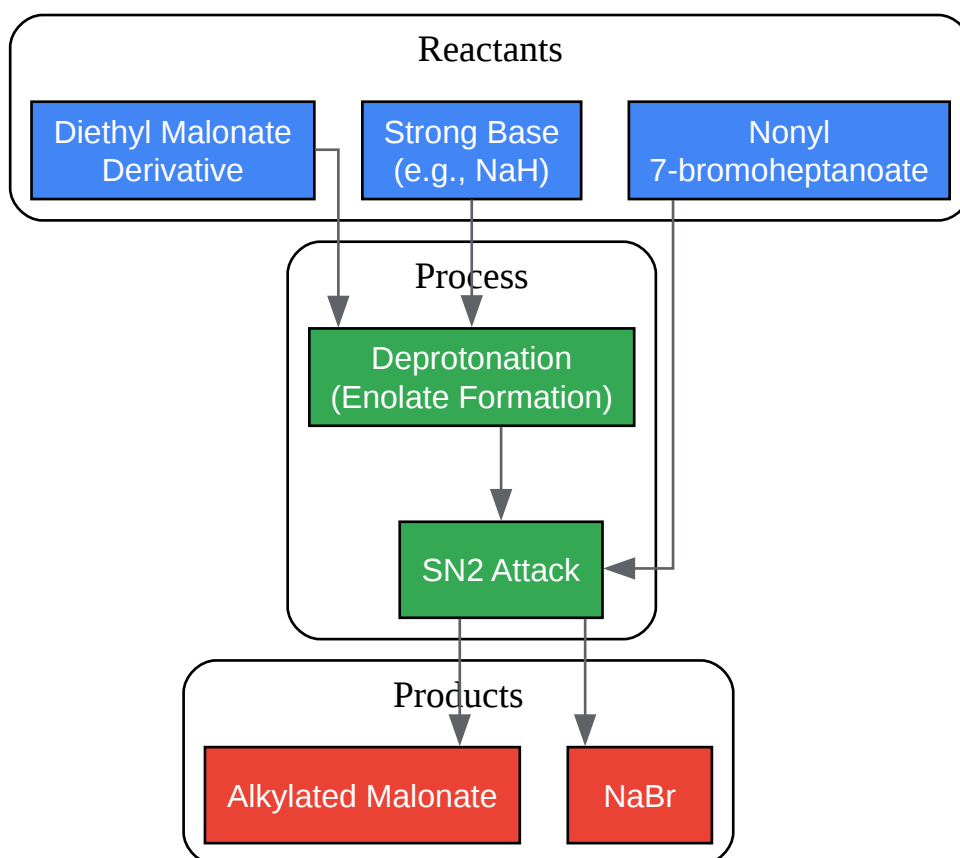 Reactants
Diethyl Malonate
Derivative
Strong Base
(e.g., NaH)
Nonyl
7-bromoheptanoate
Process
Deprotonation
(Enolate Formation)
SN2 Attack
Products
Alkylated Malonate
NaBr